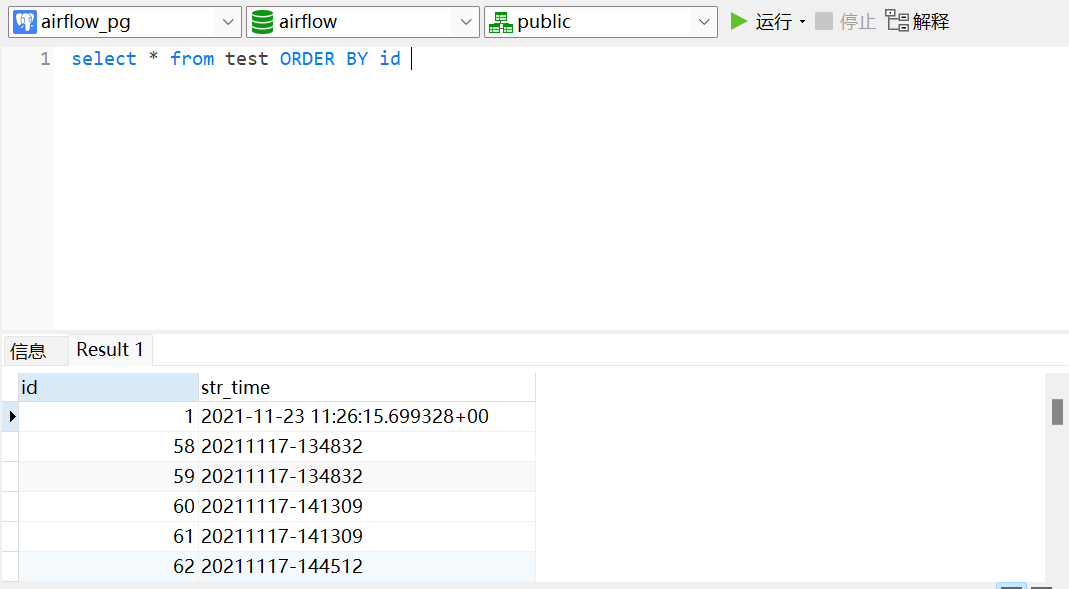 airflow_pg airflow public 运行 停止 解释
1 select * from test ORDER BY id
信息 Result 1
id str_time
1 2021-11-23 11:26:15.699328+00
58 20211117-134832
59 20211117-134832
60 20211117-141309
61 20211117-141309
62 20211117-144512